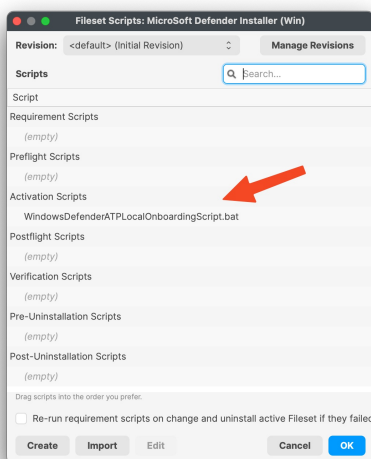 Fileset Scripts: MicroSoft Defender Installer (Win)
Revision: <default> (Initial Revision) Manage Revisions
Scripts Search...
Script
Requirement Scripts
(empty)
Preflight Scripts
(empty)
Activation Scripts
WindowsDefenderATPLocalOnboardingScript.bat
Postflight Scripts
(empty)
Verification Scripts
(empty)
Pre-Uninstallation Scripts
(empty)
Post-Uninstallation Scripts
(empty)
Drag scripts into the order you prefer.
Re-run requirement scripts on change and uninstall active Fileset if they failed
Create Import Edit Cancel OK